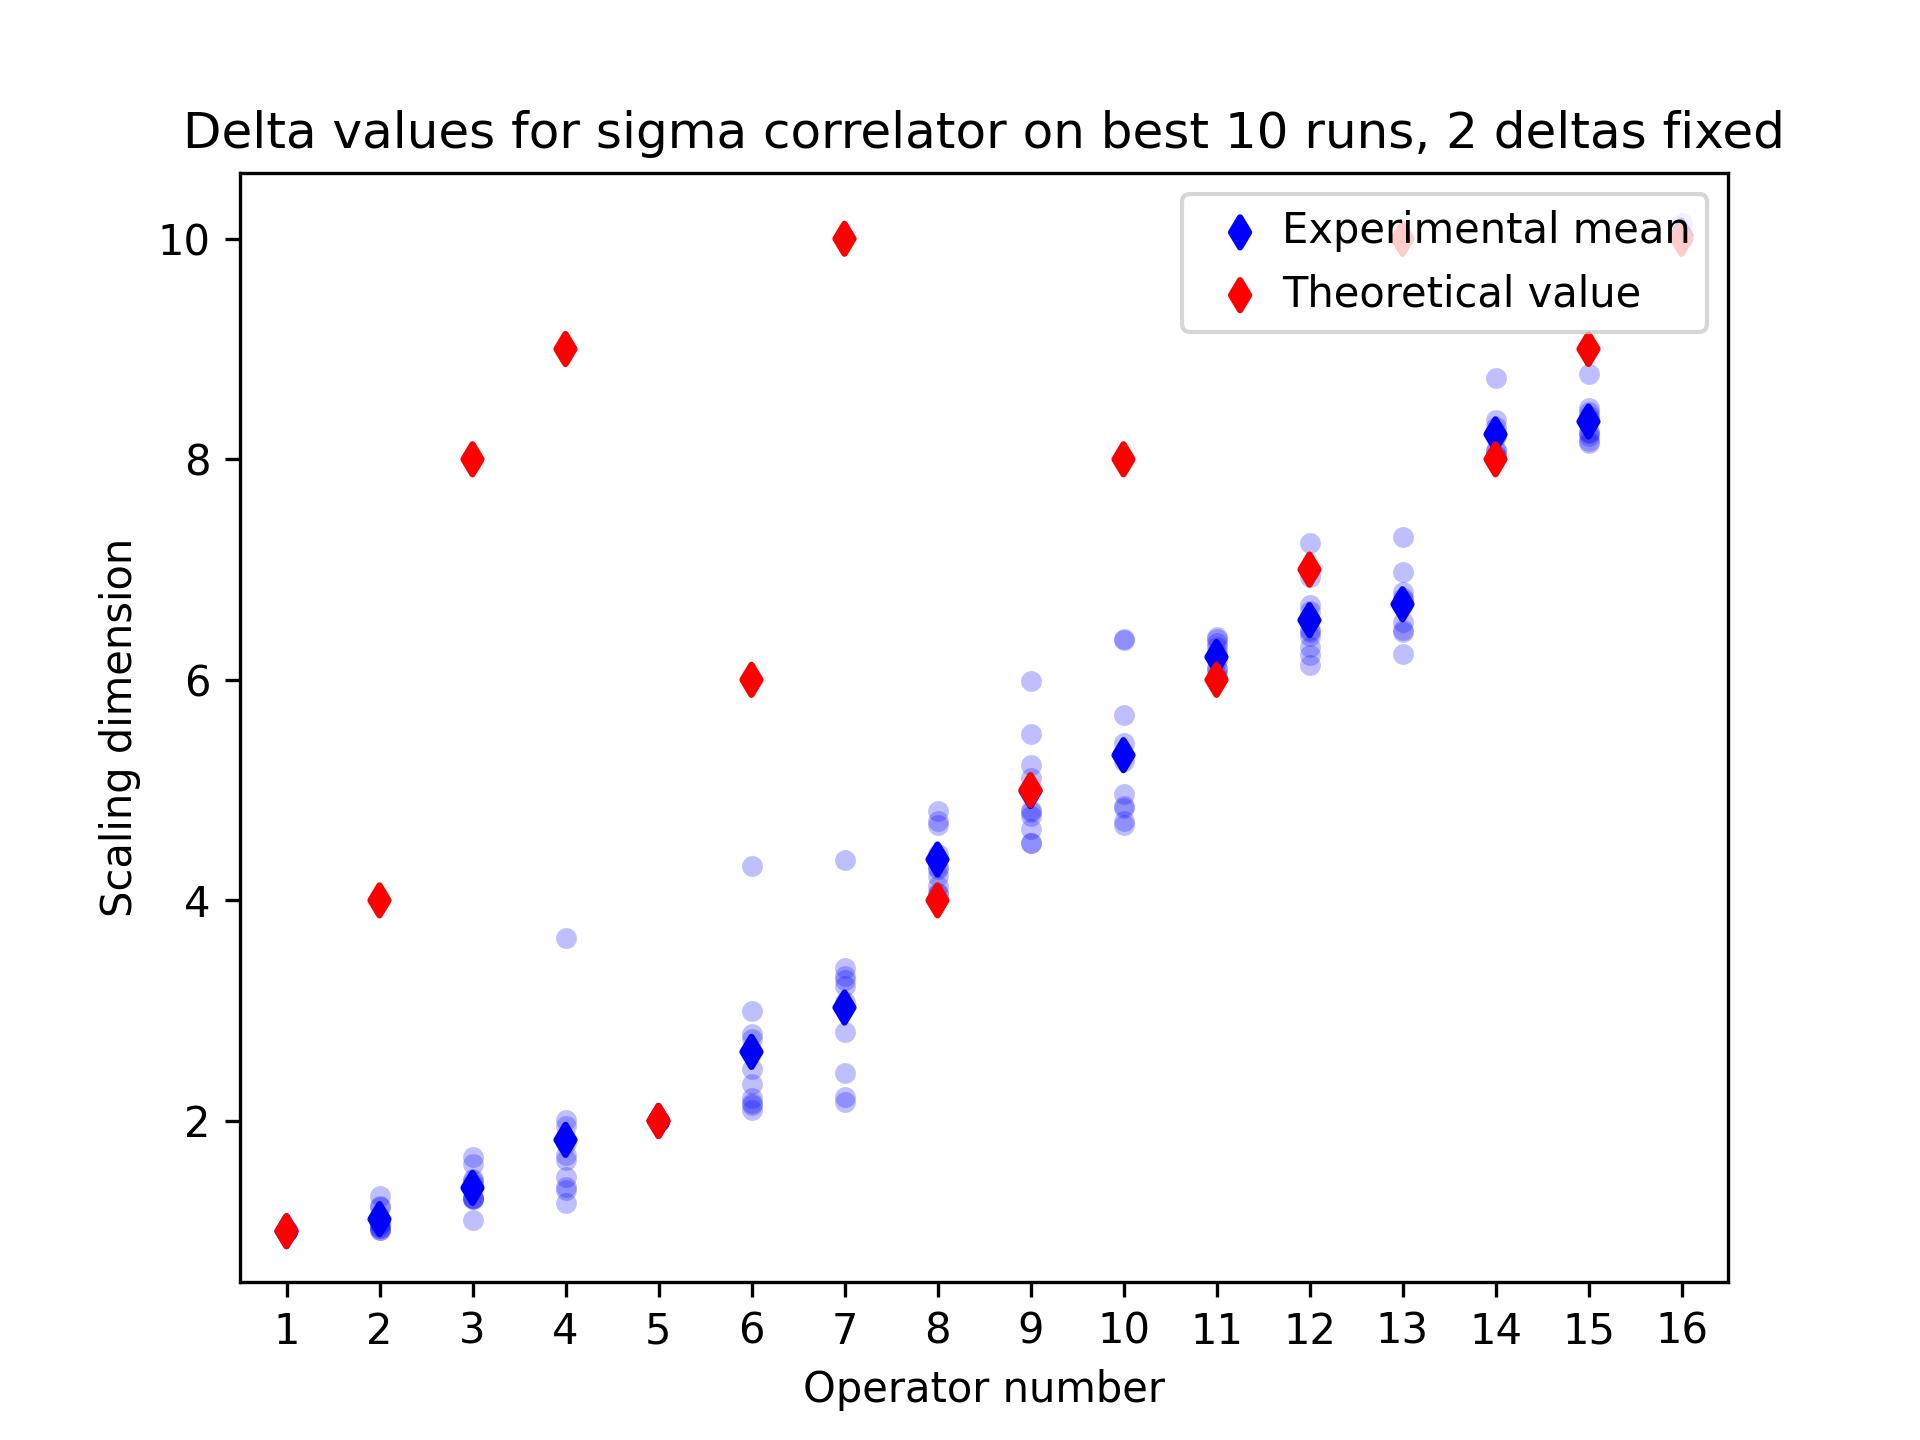 Delta values for sigma correlator on best 10 runs, 2 deltas fixed
Experimental mean
Theoretical value
10
8
6
4
2
Scaling dimension
1 2 3 4 5 6 7 8 9 10 11 12 13 14 15 16
Operator number